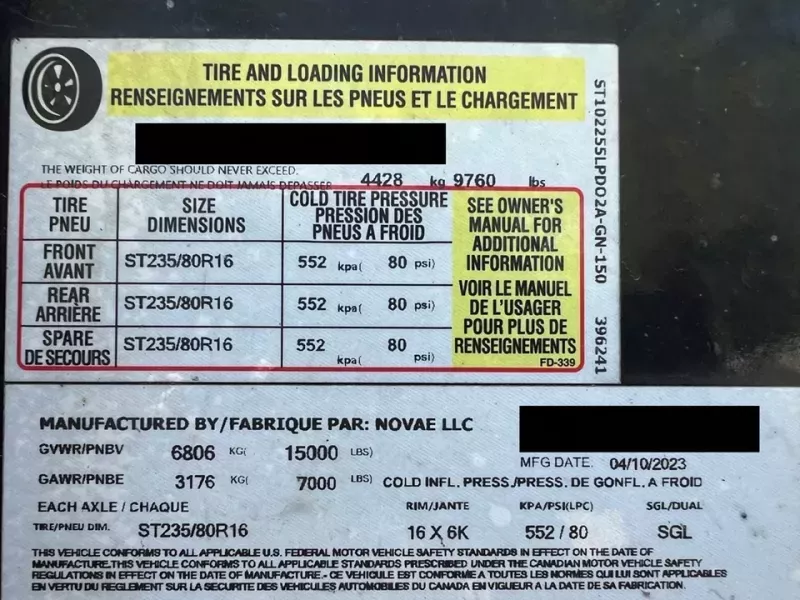 TIRE AND LOADING INFORMATION
RENSEIGNEMENTS SUR LES PNEUS ET LE CHARGEMENT
THE WEIGHT OF CARGO SHOULD NEVER EXCEED.
LE POIDS DU CHARGEMENT NE DOIT JAMAIS DEPASSER 4428 kg 9760 lbs
TIRE PNEU SIZE DIMENSIONS COLD TIRE PRESSURE PRESSION DES PNEUS A FROID
FRONT AVANT ST235/80R16 552 kpa( 80 psi)
REAR ARRIÈRE ST235/80R16 552 kpa( 80 psi)
SPARE DE SECOURS ST235/80R16 552 kpa( 80 psi)
SEE OWNER'S
MANUAL FOR
ADDITIONAL
INFORMATION
VOIR LE MANUEL
DE L'USAGER
POUR PLUS DE
RENSEIGNEMENTS
FD-339
ST102255LPDO2A-GN-150 396241
MANUFACTURED BY/FABRIQUE PAR: NOVAE LLC
GVWR/PNBV 6806 KG( 15000 LBS)
MFG DATE. 04/10/2023
GAWR/PNBE 3176 KG( 7000 LBS) COLD INFL. PRESS./PRESS. DE GONFL. A FROID
EACH AXLE / CHAQUE RIM/JANTE KPA/PSI(LPC) SGL/DUAL
TIRE/PNEU DIM. ST235/80R16 16 X 6K 552 / 80 SGL
THIS VEHICLE CONFORMS TO ALL APPLICABLE U.S. FEDERAL MOTOR VEHICLE SAFETY STANDARDS IN EFFECT ON THE DATE OF
MANUFACTURE.THIS VEHICLE CONFORMS TO ALL APPLICABLE STANDARDS PRESCRIBED UNDER THE CANADIAN MOTOR VEHICLE SAFETY
REGULATIONS IN EFFECT ON THE DATE OF MANUFACTURE.- CE VEHICULE EST CONFORME A TOUTES LES NORMES QUI LUI SONT APPLICABLES
EN VERTU DU REGLEMENT SUR LA SECURITE DES VEHICULES AUTOMOBILES DU CANADA EN VIGUEUR A LA DATE DE SA FABRICATION.